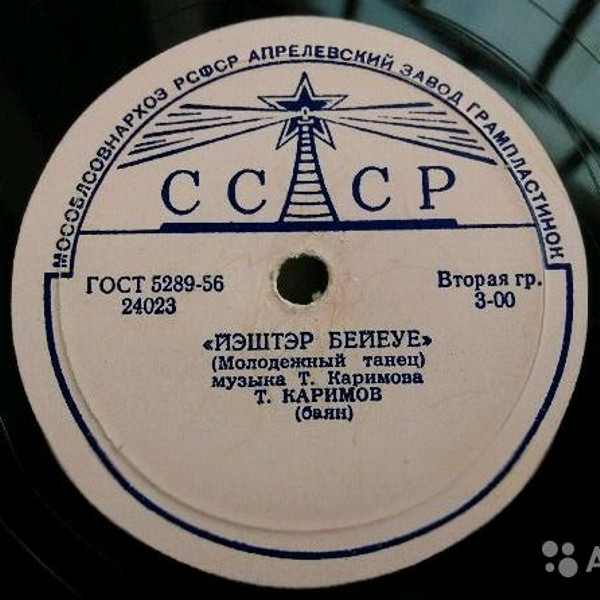 МОСОБЛСОВНАРХОЗ РСФСР АПРЕЛЕВСКИЙ ЗАВОД ГРАМПЛАСТИНОК
СССР
ГОСТ 5289-56
24023
Вторая гр.
3-00
«ЙЭШТЭР БЕЙЕУЕ»
(Молодежный танец)
музыка Т. Каримова
Т. КАРИМОВ
(баян)